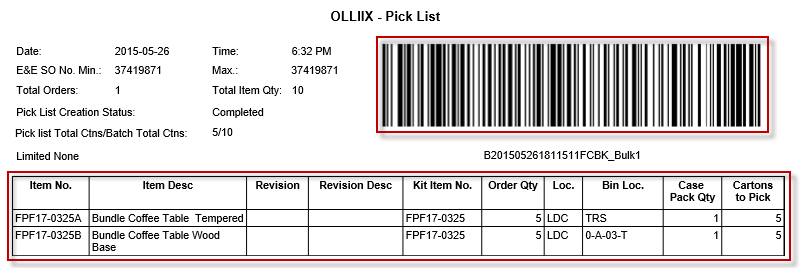 OLLIIX - Pick List
Date: 2015-05-26 Time: 6:32 PM
E&E SO No. Min.: 37419871 Max.: 37419871
Total Orders: 1 Total Item Qty: 10
Pick List Creation Status: Completed
Pick list Total Ctns/Batch Total Ctns: 5/10
Limited None B201505261811511FCBK_Bulk1
Item No. Item Desc Revision Revision Desc Kit Item No. Order Qty Loc. Bin Loc. Case Cartons
Pack Qty to Pick
FPF17-0325A Bundle Coffee Table Tempered FPF17-0325 5 LDC TRS 1 5
FPF17-0325B Bundle Coffee Table Wood FPF17-0325 5 LDC 0-A-03-T 1 5
Base